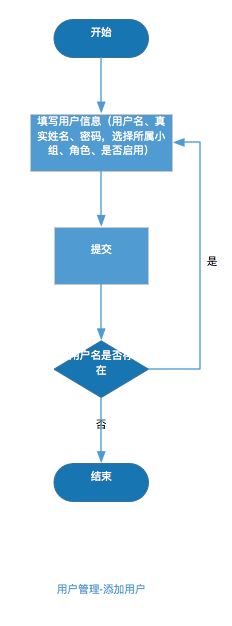 开始
填写用户信息（用户名、真
实姓名、密码，选择所属小
组、角色、是否启用）
提交
是
用户名是否存
在
否
结束
用户管理-添加用户